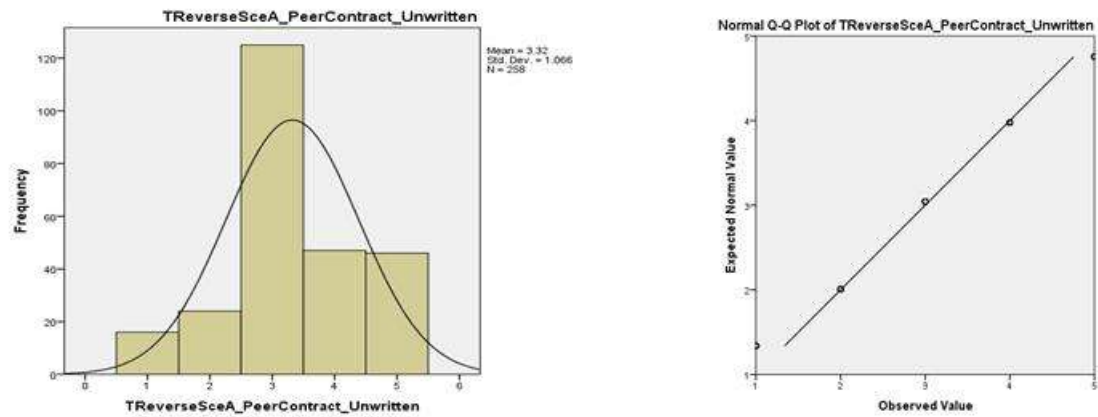 TReverseSceA_PeerContract_Unwritten
Mean = 3.32
Std. Dev. = 1.066
N = 258
120
100
80
60
40
20
0
Frequency
0 1 2 3 4 5 6
TReverseSceA_PeerContract_Unwritten
Normal Q-Q Plot of TReverseSceA_PeerContract_Unwritten
5
4
3
2
1
Expected Normal Value
1 2 3 4 5
Observed Value